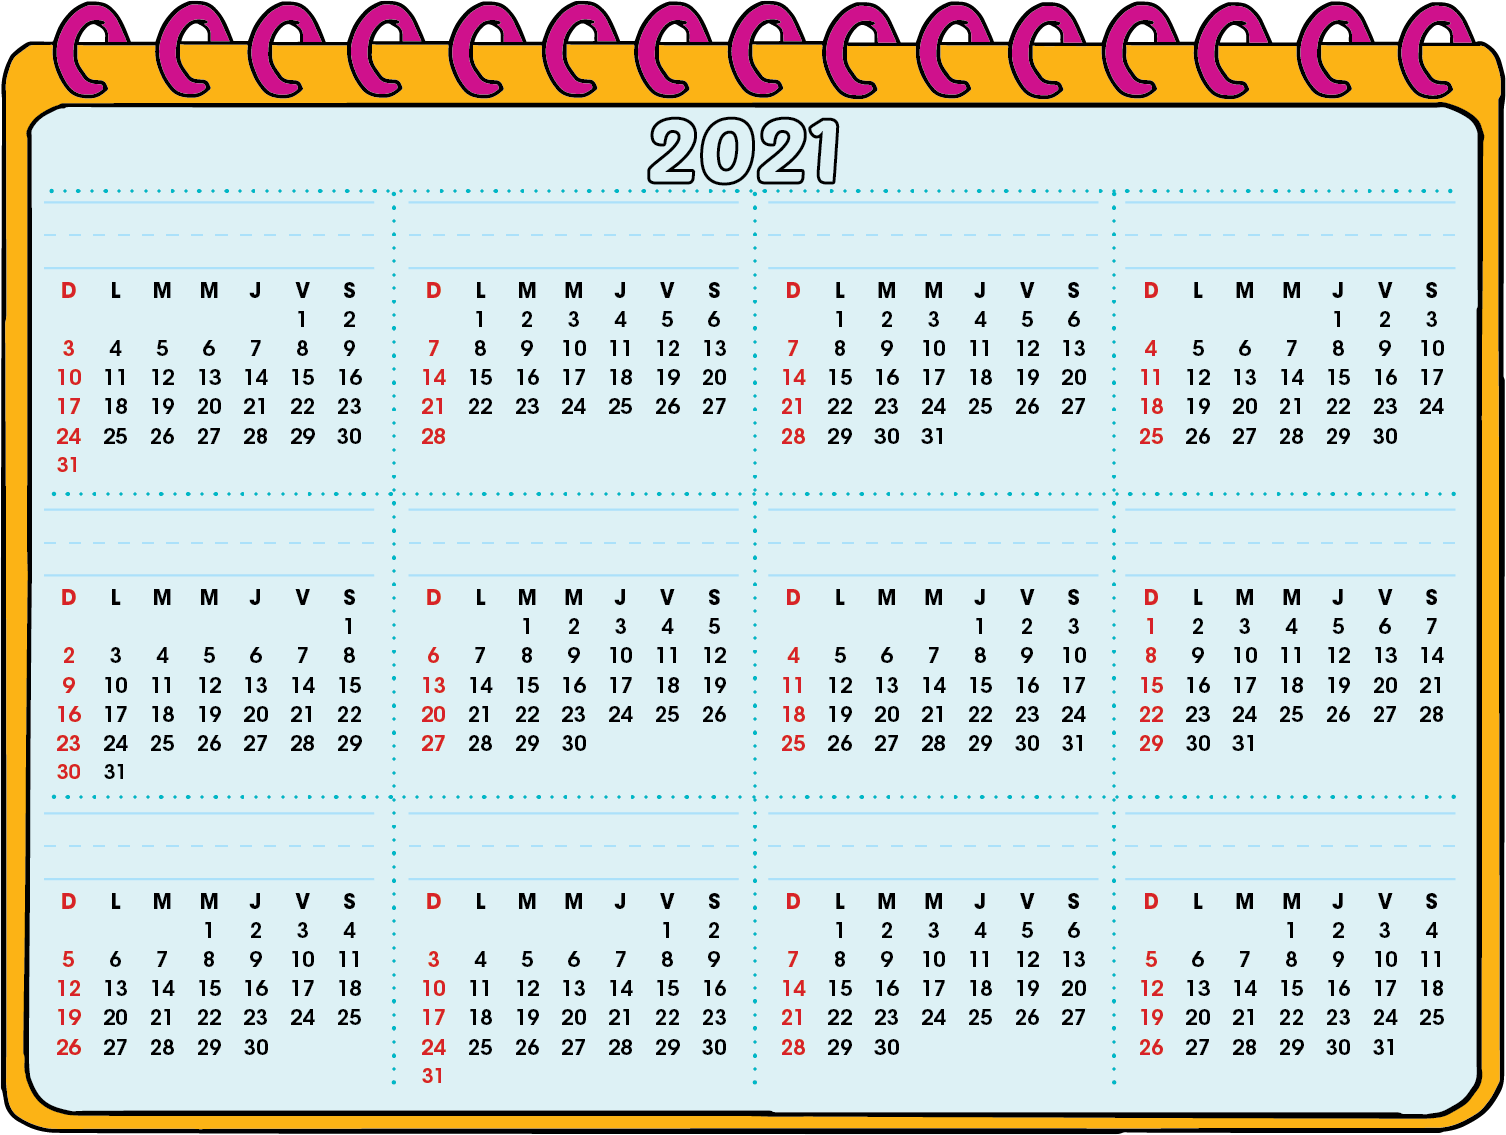 2021
D L M M J V S
1 2
3 4 5 6 7 8 9
10 11 12 13 14 15 16
17 18 19 20 21 22 23
24 25 26 27 28 29 30
31
D L M M J V S
1 2 3 4 5 6
7 8 9 10 11 12 13
14 15 16 17 18 19 20
21 22 23 24 25 26 27
28
D L M M J V S
1 2 3 4 5 6
7 8 9 10 11 12 13
14 15 16 17 18 19 20
21 22 23 24 25 26 27
28 29 30 31
D L M M J V S
1 2 3
4 5 6 7 8 9 10
11 12 13 14 15 16 17
18 19 20 21 22 23 24
25 26 27 28 29 30
D L M M J V S
1
2 3 4 5 6 7 8
9 10 11 12 13 14 15
16 17 18 19 20 21 22
23 24 25 26 27 28 29
30 31
D L M M J V S
1 2 3 4 5
6 7 8 9 10 11 12
13 14 15 16 17 18 19
20 21 22 23 24 25 26
27 28 29 30
D L M M J V S
1 2 3
4 5 6 7 8 9 10
11 12 13 14 15 16 17
18 19 20 21 22 23 24
25 26 27 28 29 30 31
D L M M J V S
1 2 3 4 5 6 7
8 9 10 11 12 13 14
15 16 17 18 19 20 21
22 23 24 25 26 27 28
29 30 31
D L M M J V S
1 2 3 4
5 6 7 8 9 10 11
12 13 14 15 16 17 18
19 20 21 22 23 24 25
26 27 28 29 30
D L M M J V S
1 2
3 4 5 6 7 8 9
10 11 12 13 14 15 16
17 18 19 20 21 22 23
24 25 26 27 28 29 30
31
D L M M J V S
1 2 3 4 5 6
7 8 9 10 11 12 13
14 15 16 17 18 19 20
21 22 23 24 25 26 27
28 29 30
D L M M J V S
1 2 3 4
5 6 7 8 9 10 11
12 13 14 15 16 17 18
19 20 21 22 23 24 25
26 27 28 29 30 31